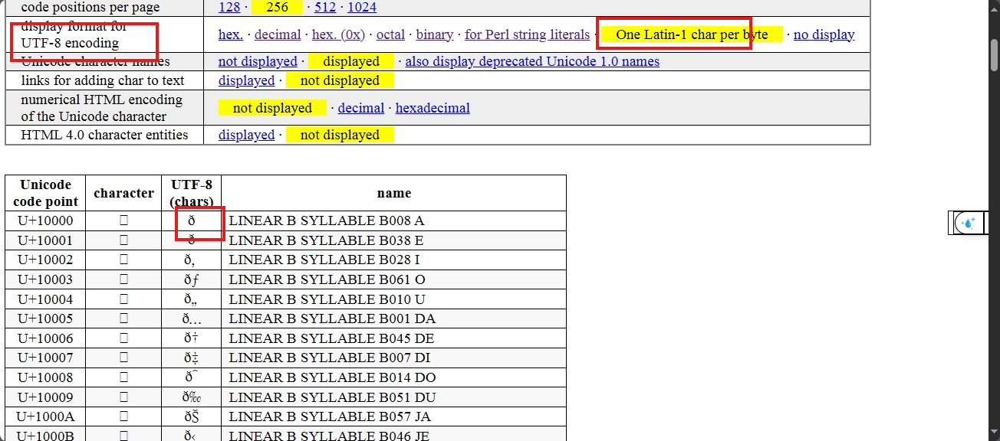 code positions per page 128 · 256 · 512 · 1024
display format for
UTF-8 encoding hex. · decimal · hex. (0x) · octal · binary · for Perl string literals · One Latin-1 char per byte · no display
Unicode character names not displayed · displayed · also display deprecated Unicode 1.0 names
links for adding char to text displayed · not displayed
numerical HTML encoding
of the Unicode character not displayed · decimal · hexadecimal
HTML 4.0 character entities displayed · not displayed
Unicode
code point character UTF-8
(chars) name
U+10000 ð LINEAR B SYLLABLE B008 A
U+10001 ð LINEAR B SYLLABLE B038 E
U+10002 ð‚ LINEAR B SYLLABLE B028 I
U+10003 ðƒ LINEAR B SYLLABLE B061 O
U+10004 ð„ LINEAR B SYLLABLE B010 U
U+10005 ð… LINEAR B SYLLABLE B001 DA
U+10006 ð† LINEAR B SYLLABLE B045 DE
U+10007 ð‡ LINEAR B SYLLABLE B007 DI
U+10008 ðˆ LINEAR B SYLLABLE B014 DO
U+10009 ð‰ LINEAR B SYLLABLE B051 DU
U+1000A ðŠ LINEAR B SYLLABLE B057 JA
U+1000B ð‹ LINEAR B SYLLABLE B046 JE